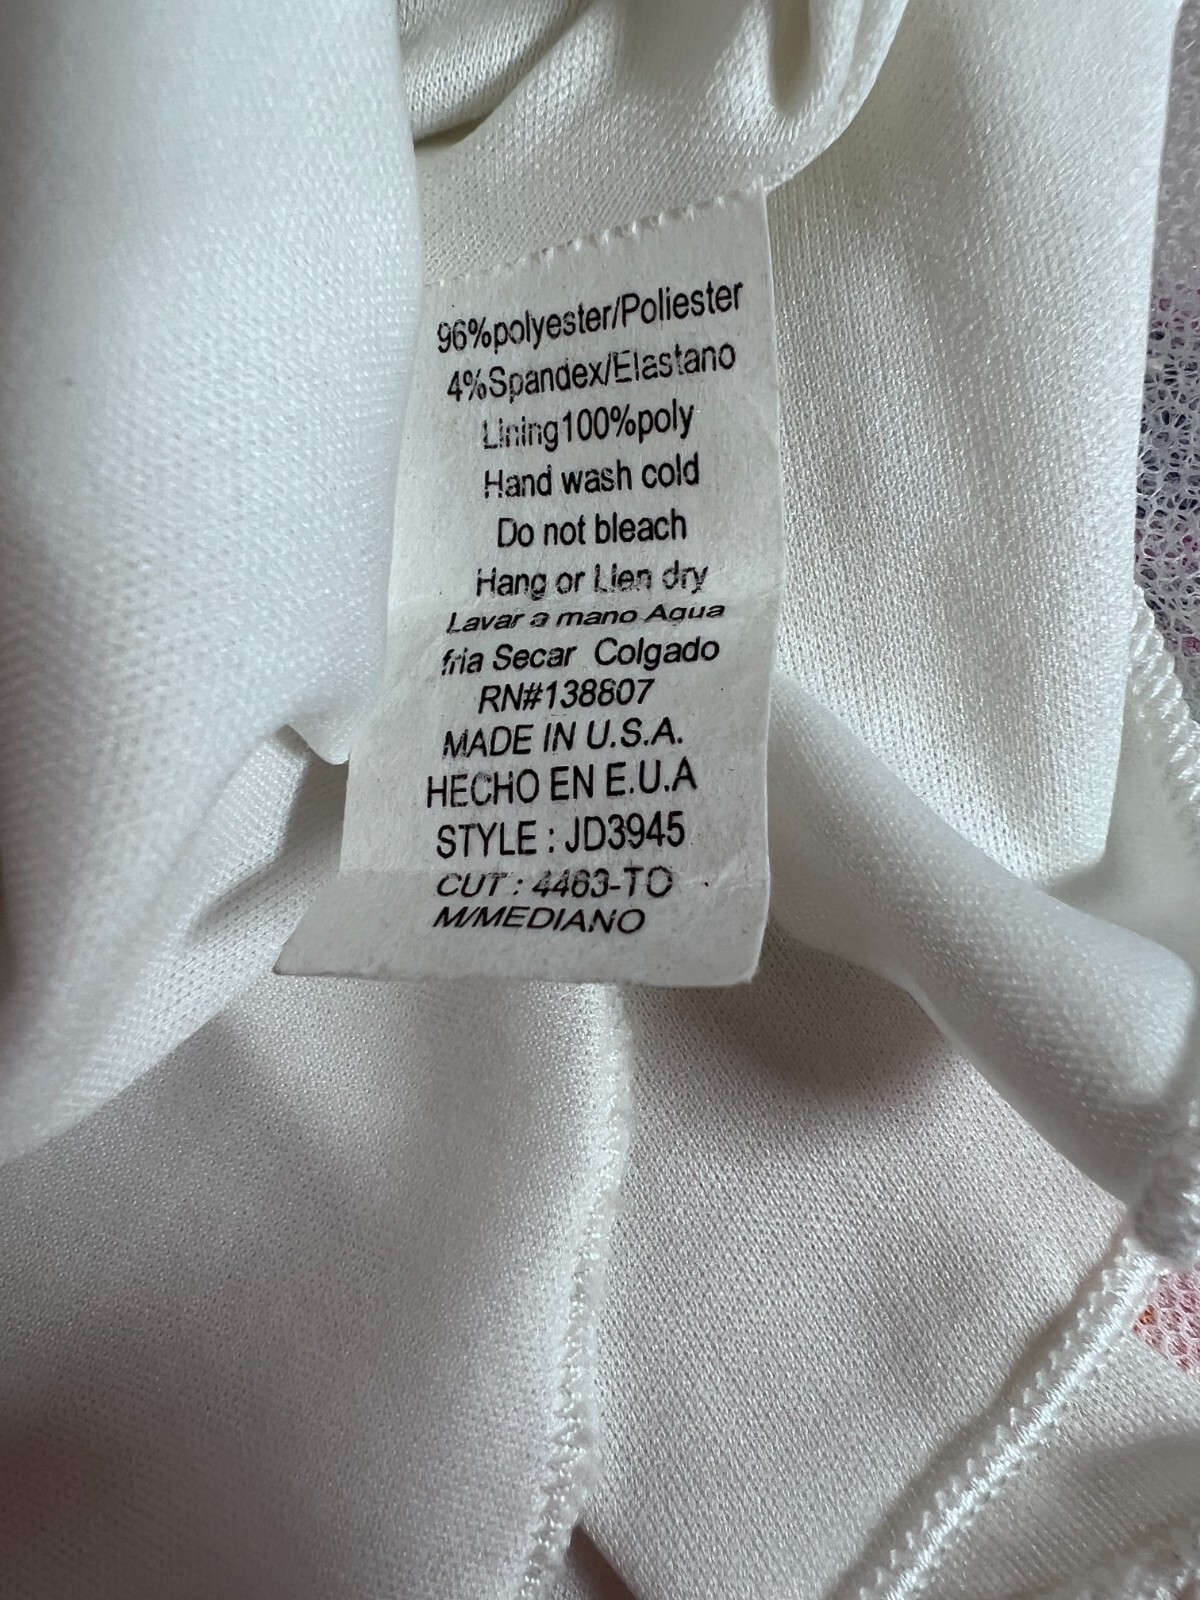 96%polyester/Poliester
4%Spandex/Elastano
Lining100%poly
Hand wash cold
Do not bleach
Hang or Lien dry
Lavar a mano Agua
fria Secar Colgado
RN#138807
MADE IN U.S.A.
HECHO EN E.U.A
STYLE : JD3945
CUT : 4463-TO
M/MEDIANO